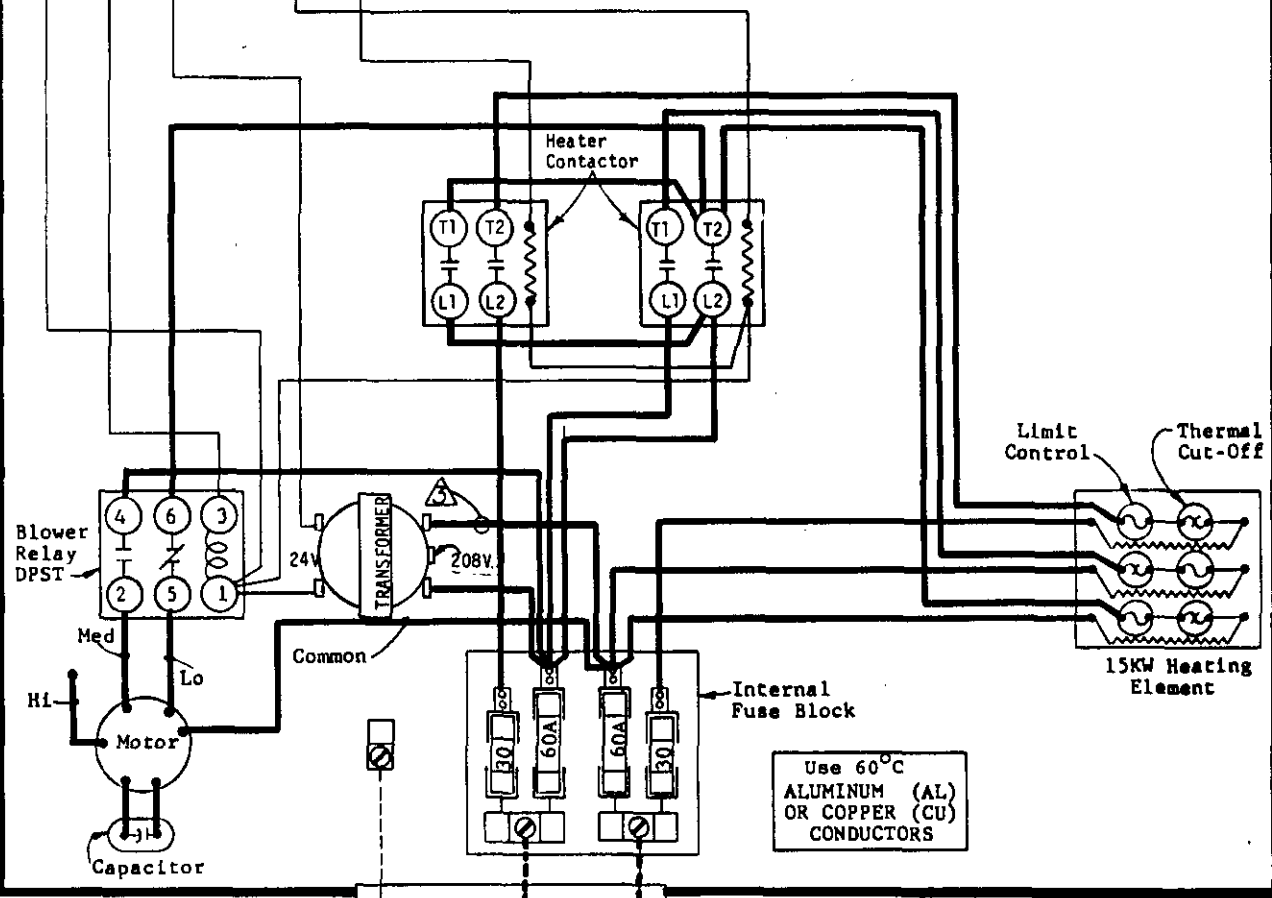 Heater
Contactor
T1 T2
T1 T2
L1 L2
L1 L2
Limit
Control
Thermal
Cut-Off
3
4 6 3
Blower
Relay
DPST
24V
TRANSFORMER
208V.
2 5 1
Med
Common
Lo
15KW Heating
Element
Hi
Internal
Fuse Block
Motor
30 60A 60A 30
Use 60°C
ALUMINUM (AL)
OR COPPER (CU)
CONDUCTORS
Capacitor